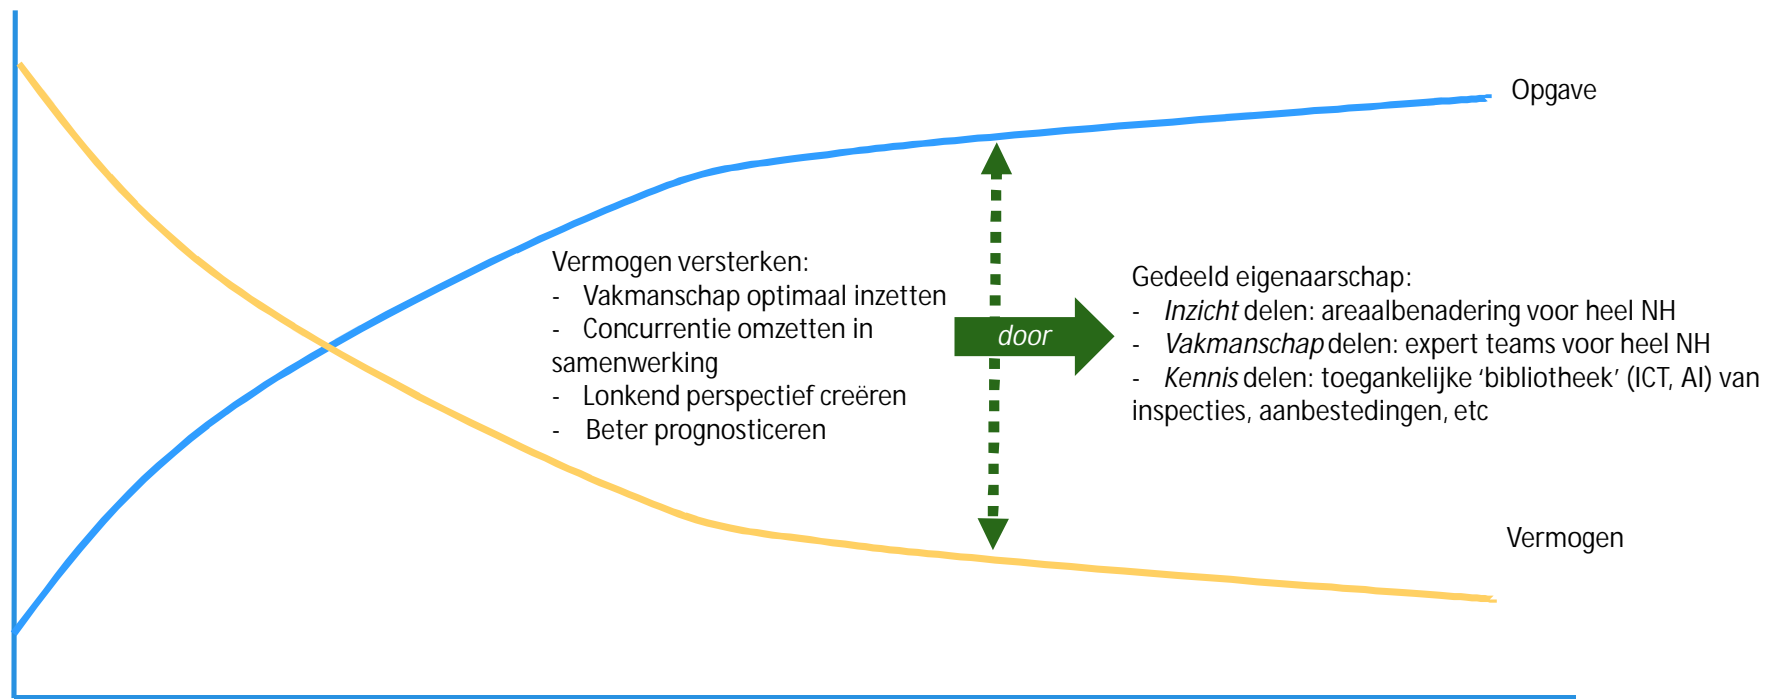 Opgave
Vermogen versterken:
- Vakmanschap optimaal inzetten
- Concurrentie omzetten in
samenwerking
- Lonkend perspectief creëren
- Beter prognosticeren
door
Gedeeld eigenaarschap:
- Inzicht delen: areaalbenadering voor heel NH
- Vakmanschap delen: expert teams voor heel NH
- Kennis delen: toegankelijke ‘bibliotheek’ (ICT, AI) van
inspecties, aanbestedingen, etc
Vermogen